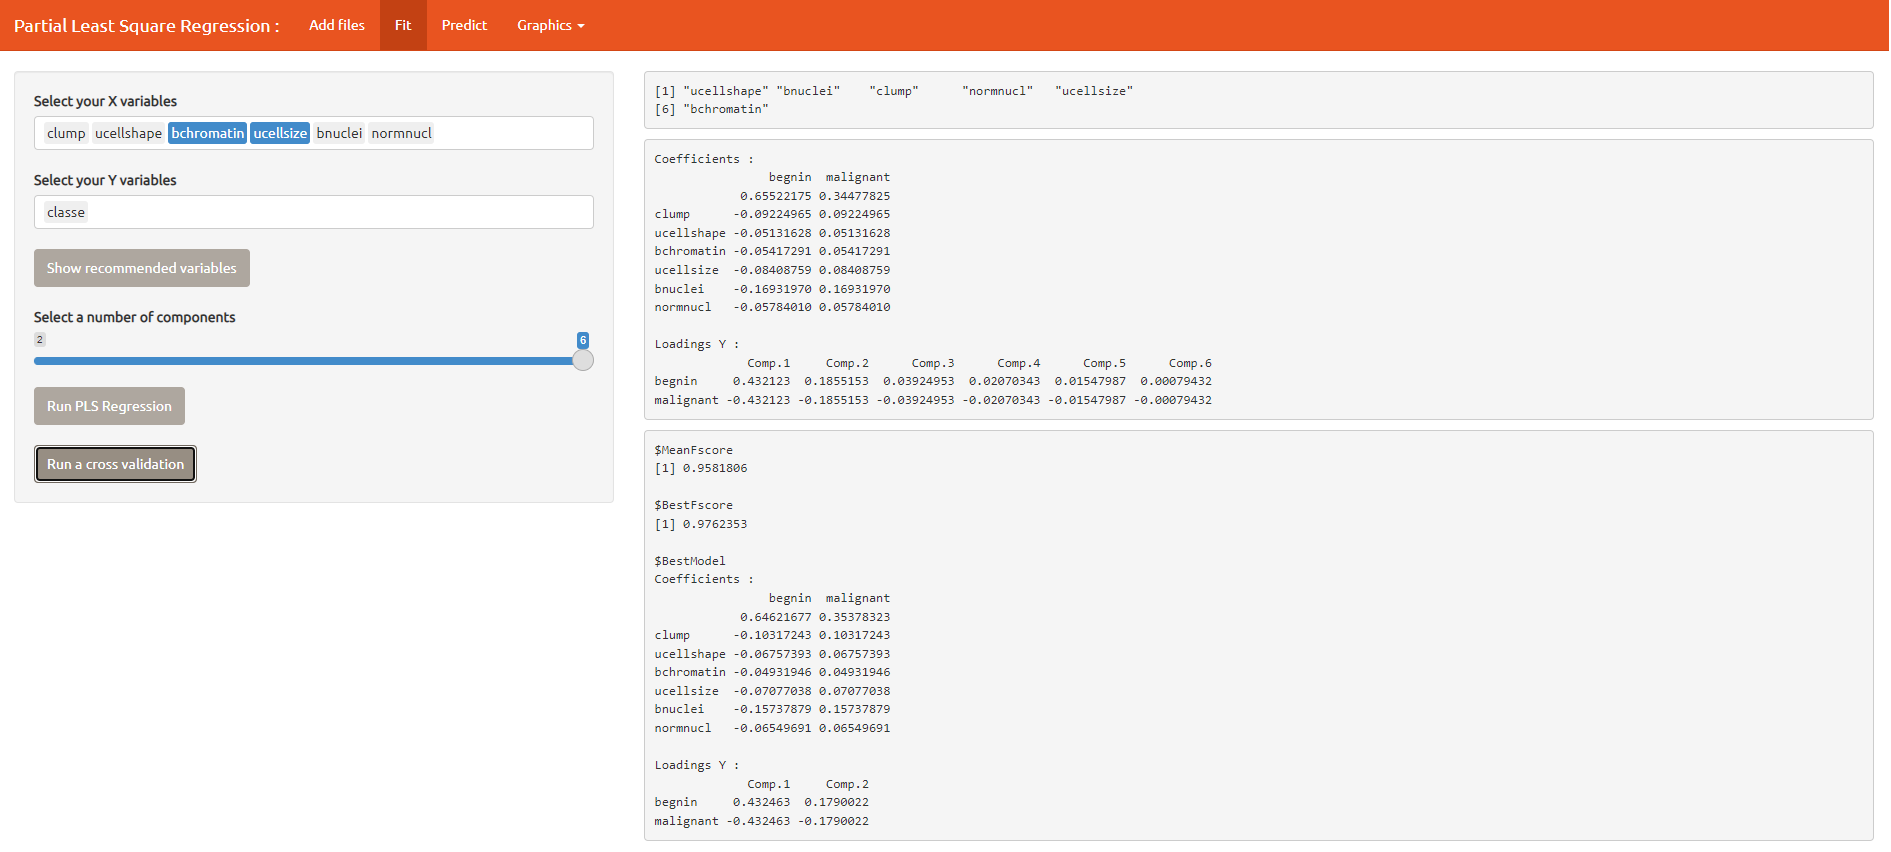 Partial Least Square Regression : Add files Fit Predict Graphics
Select your X variables
clump ucellshape bchromatin ucellsize bnuclei normnucl
Select your Y variables
classe
Show recommended variables
Select a number of components
2 6
Run PLS Regression
Run a cross validation
[1] "ucellshape" "bnuclei" "clump" "normnucl" "ucellsize"
[6] "bchromatin"
Coefficients :
begnin malignant
0.65522175 0.34477825
clump -0.09224965 0.09224965
ucellshape -0.05131628 0.05131628
bchromatin -0.05417291 0.05417291
ucellsize -0.08408759 0.08408759
bnuclei -0.16931970 0.16931970
normnucl -0.05784010 0.05784010
Loadings Y :
Comp.1 Comp.2 Comp.3 Comp.4 Comp.5 Comp.6
begnin 0.432123 0.1855153 0.03924953 0.02070343 0.01547987 0.00079432
malignant -0.432123 -0.1855153 -0.03924953 -0.02070343 -0.01547987 -0.00079432
$MeanFscore
[1] 0.9581806
$BestFscore
[1] 0.9762353
$BestModel
Coefficients :
begnin malignant
0.64621677 0.35378323
clump -0.10317243 0.10317243
ucellshape -0.06757393 0.06757393
bchromatin -0.04931946 0.04931946
ucellsize -0.07077038 0.07077038
bnuclei -0.15737879 0.15737879
normnucl -0.06549691 0.06549691
Loadings Y :
Comp.1 Comp.2
begnin 0.432463 0.1790022
malignant -0.432463 -0.1790022